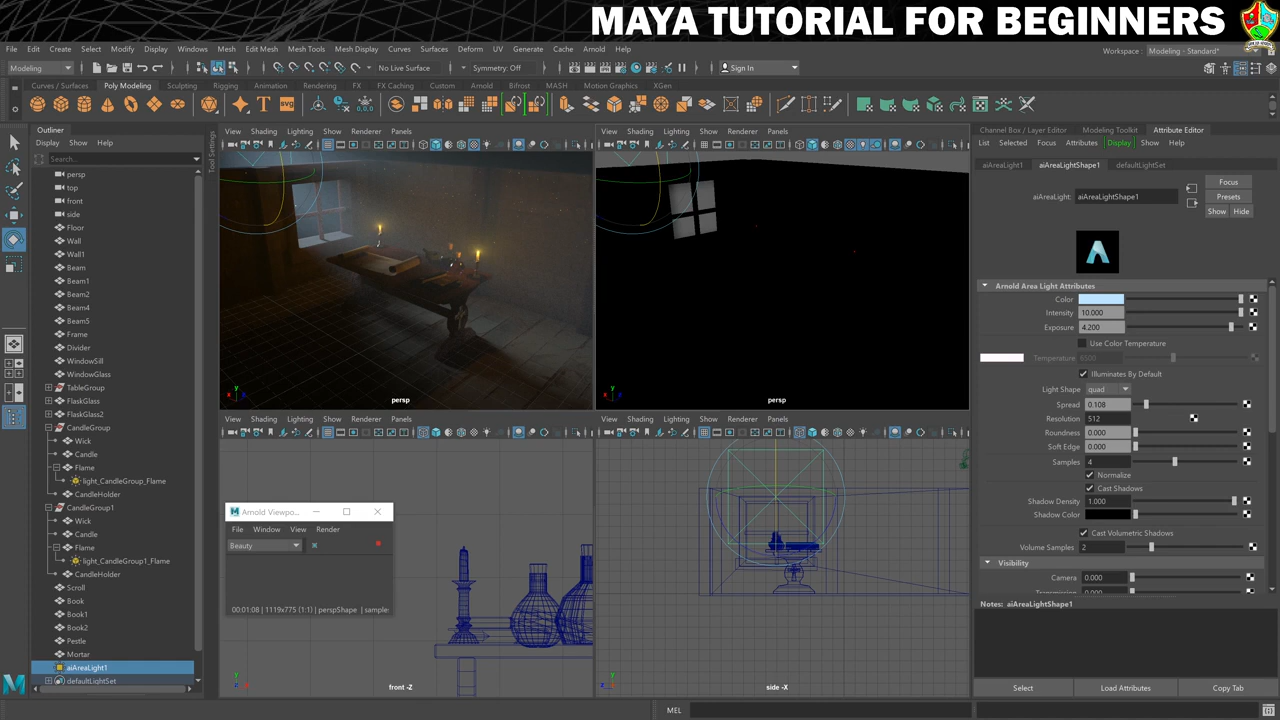 MAYA TUTORIAL FOR BEGINNERS
File Edit Create Select Modify Display Windows Mesh Edit Mesh Mesh Tools Mesh Display Curves Surfaces Deform UV Generate Cache Arnold Help
Workspace : Modeling - Standard*
Modeling
No Live Surface
Symmetry: Off
Sign In
Curves / Surfaces Poly Modeling Sculpting Rigging Animation Rendering FX FX Caching Custom Arnold Bifrost MASH Motion Graphics XGen
Outliner
Display Show Help
Search...
persp
top
front
side
Floor
Wall
Wall1
Beam
Beam1
Beam2
Beam4
Beam5
Frame
Divider
WindowSill
WindowGlass
TableGroup
FlaskGlass
FlaskGlass2
CandleGroup
Wick
Candle
Flame
light_CandleGroup_Flame
CandleHolder
CandleGroup1
Wick
Candle
Flame
light_CandleGroup1_Flame
CandleHolder
Scroll
Book
Book1
Book2
Pestle
Mortar
aiAreaLight1
defaultLightSet
Tool Settings
View Shading Lighting Show Renderer Panels
persp
View Shading Lighting Show Renderer Panels
persp
View Shading Lighting Show Renderer Panels
Arnold Viewpo...
File Window View Render
Beauty
00:01:08 | 1119x775 (1:1) | perspShape | sample
front -Z
View Shading Lighting Show Renderer Panels
side -X
Channel Box / Layer Editor Modeling Toolkit Attribute Editor
List Selected Focus Attributes Display Show Help
aiAreaLight1 aiAreaLightShape1 defaultLightSet
aiAreaLight: aiAreaLightShape1
Focus
Presets
Show Hide
Arnold Area Light Attributes
Color
Intensity 10.000
Exposure 4.200
Use Color Temperature
Temperature 6500
Illuminates By Default
Light Shape quad
Spread 0.108
Resolution 512
Roundness 0.000
Soft Edge 0.000
Samples 4
Normalize
Cast Shadows
Shadow Density 1.000
Shadow Color
Cast Volumetric Shadows
Volume Samples 2
Visibility
Camera 0.000
Notes: aiAreaLightShape1
Select Load Attributes Copy Tab
MEL